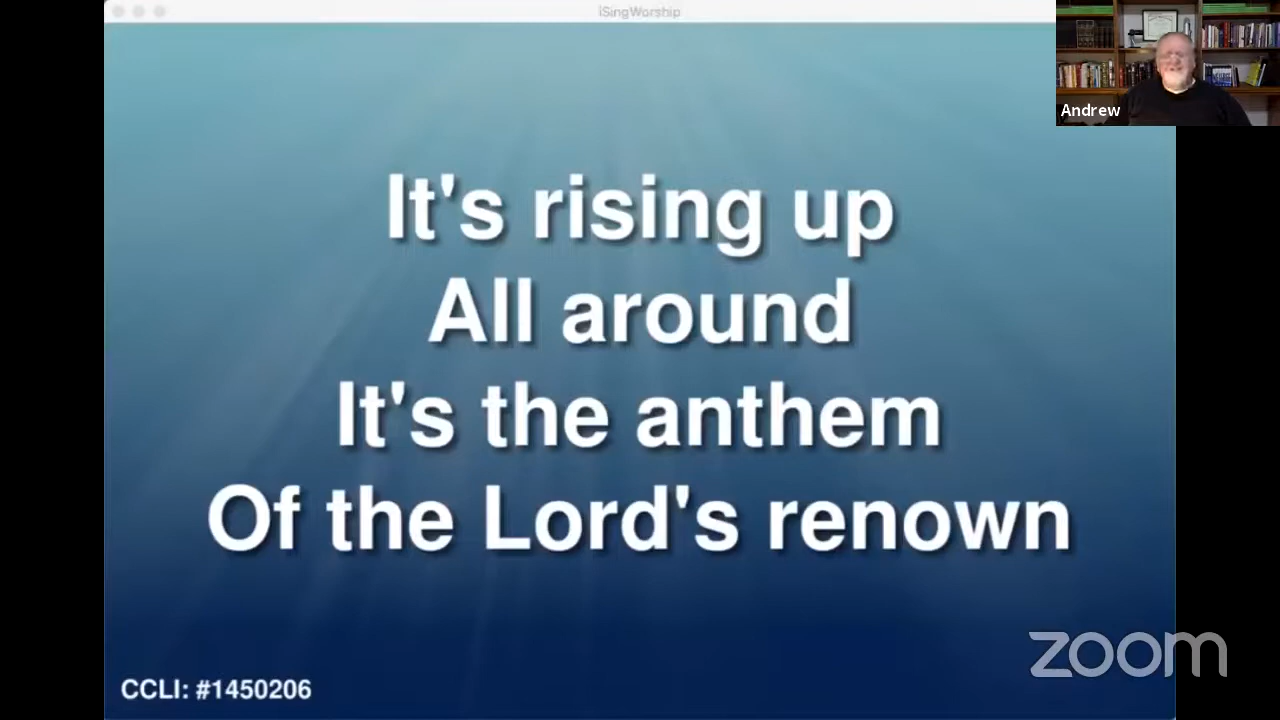 iSingWorship
Andrew
It's rising up
All around
It's the anthem
Of the Lord's renown
zoom
CCLI: #1450206